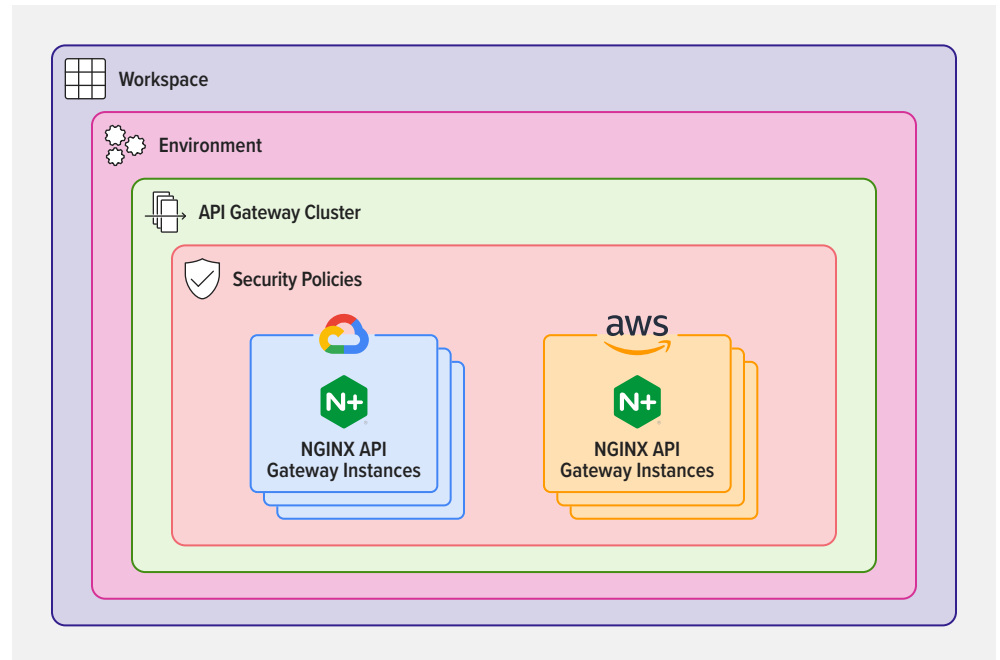 Workspace
Environment
API Gateway Cluster
Security Policies
aws
N+
NGINX API
Gateway Instances
N+
NGINX API
Gateway Instances